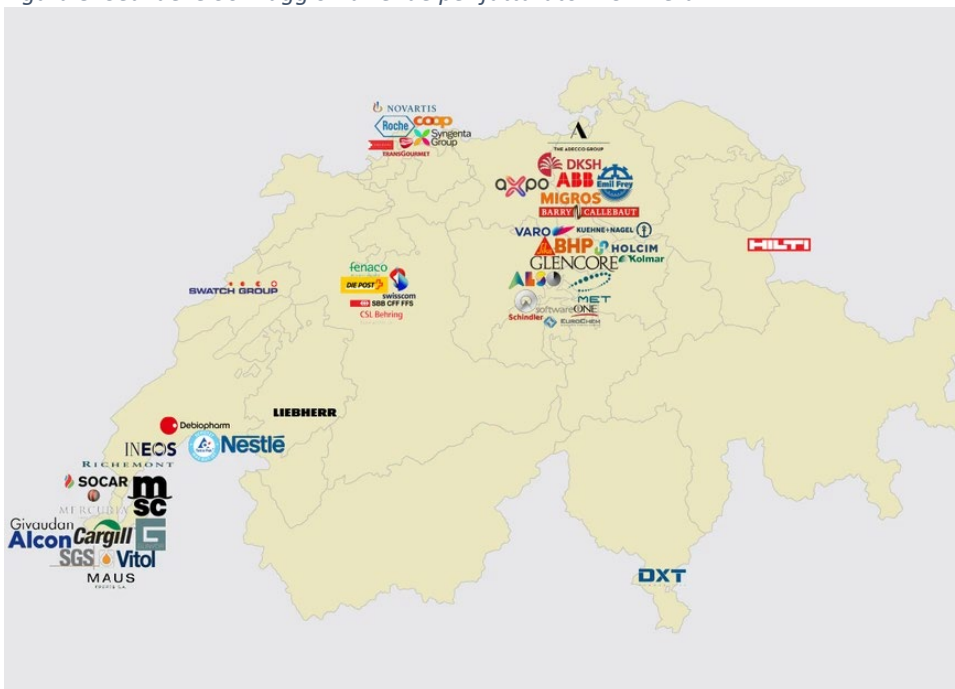 NOVARTIS
Roche
coop
Syngenta
Group
TRANSGOURMET
A
THE ADECCO GROUP
DKSH
axpo
ABB
Emil Frey
MIGROS
BARRY CALLEBAUT
VARO
KUEHNE+NAGEL
BHP
HOLCIM
GLENCORE
Kolmar
ALSO
MET
softwareONE
Schindler
EUROCHEM
HILTI
fenaco
DIE POST
swisscom
SBB CFF FFS
CSL Behring
SWATCH GROUP
LIEBHERR
Debiopharm
INEOS
Nestlé
RICHEMONT
SOCAR
msc
MERCURIA
Givaudan
Alcon
Cargill
G
SGS
Vitol
MAUS
DXT